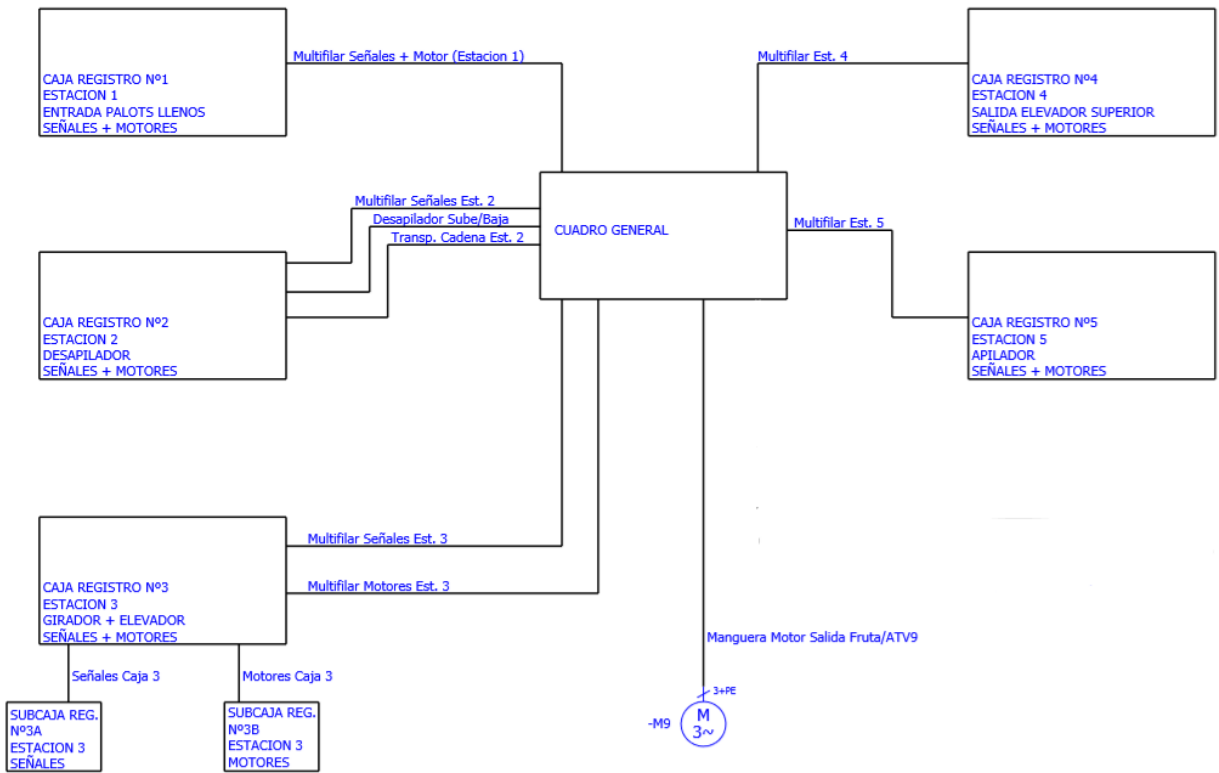 Multifilar Señales + Motor (Estacion 1)
Multifilar Est. 4
CAJA REGISTRO Nº1
ESTACION 1
ENTRADA PALOTS LLENOS
SEÑALES + MOTORES
CAJA REGISTRO Nº4
ESTACION 4
SALIDA ELEVADOR SUPERIOR
SEÑALES + MOTORES
Multifilar Señales Est. 2
Desapilador Sube/Baja
Transp. Cadena Est. 2
CUADRO GENERAL
Multifilar Est. 5
CAJA REGISTRO Nº2
ESTACION 2
DESAPILADOR
SEÑALES + MOTORES
CAJA REGISTRO Nº5
ESTACION 5
APILADOR
SEÑALES + MOTORES
Multifilar Señales Est. 3
Multifilar Motores Est. 3
CAJA REGISTRO Nº3
ESTACION 3
GIRADOR + ELEVADOR
SEÑALES + MOTORES
Manguera Motor Salida Fruta/ATV9
Señales Caja 3
Motores Caja 3
SUBCAJA REG.
Nº3A
ESTACION 3
SEÑALES
SUBCAJA REG.
Nº3B
ESTACION 3
MOTORES
3+PE
-M9
M
3~